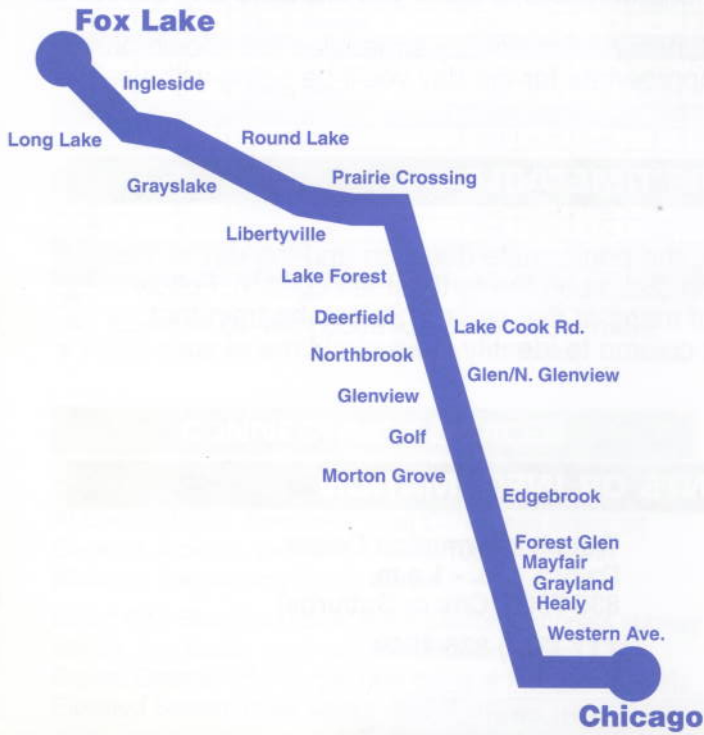 Fox Lake
Ingleside
Long Lake
Round Lake
Grayslake
Prairie Crossing
Libertyville
Lake Forest
Deerfield
Lake Cook Rd.
Northbrook
Glen/N. Glenview
Glenview
Golf
Morton Grove
Edgebrook
Forest Glen
Mayfair
Grayland
Healy
Western Ave.
Chicago